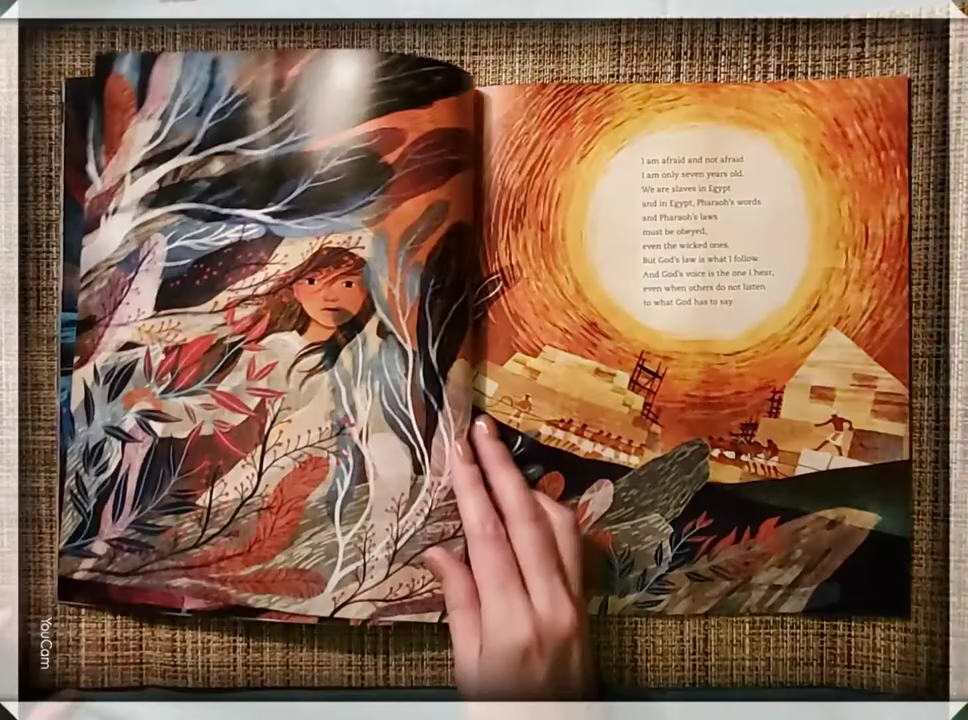 I am afraid and not afraid
I am only seven years old.
We are slaves in Egypt
and in Egypt, Pharaoh's words
and Pharaoh's laws
must be obeyed,
even the wicked ones.
But God's law is what I follow.
And God's voice is the one I hear,
even when others do not listen
to what God has to say.
YouCam